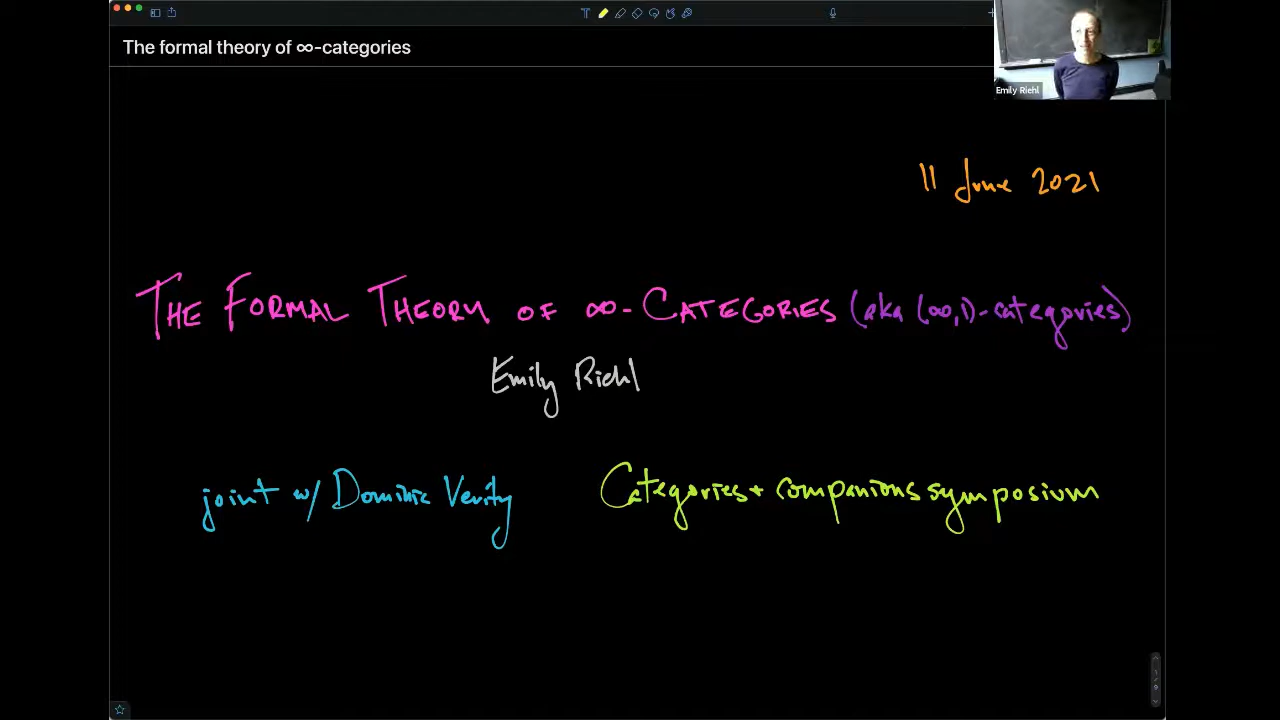 The formal theory of ∞-categories
Emily Riehl
11 June 2021
THE FORMAL THEORY OF ∞-CATEGORIES (aka (∞,1)-categories)
Emily Riehl
joint w/ Dominic Verity
Categories + companions symposium